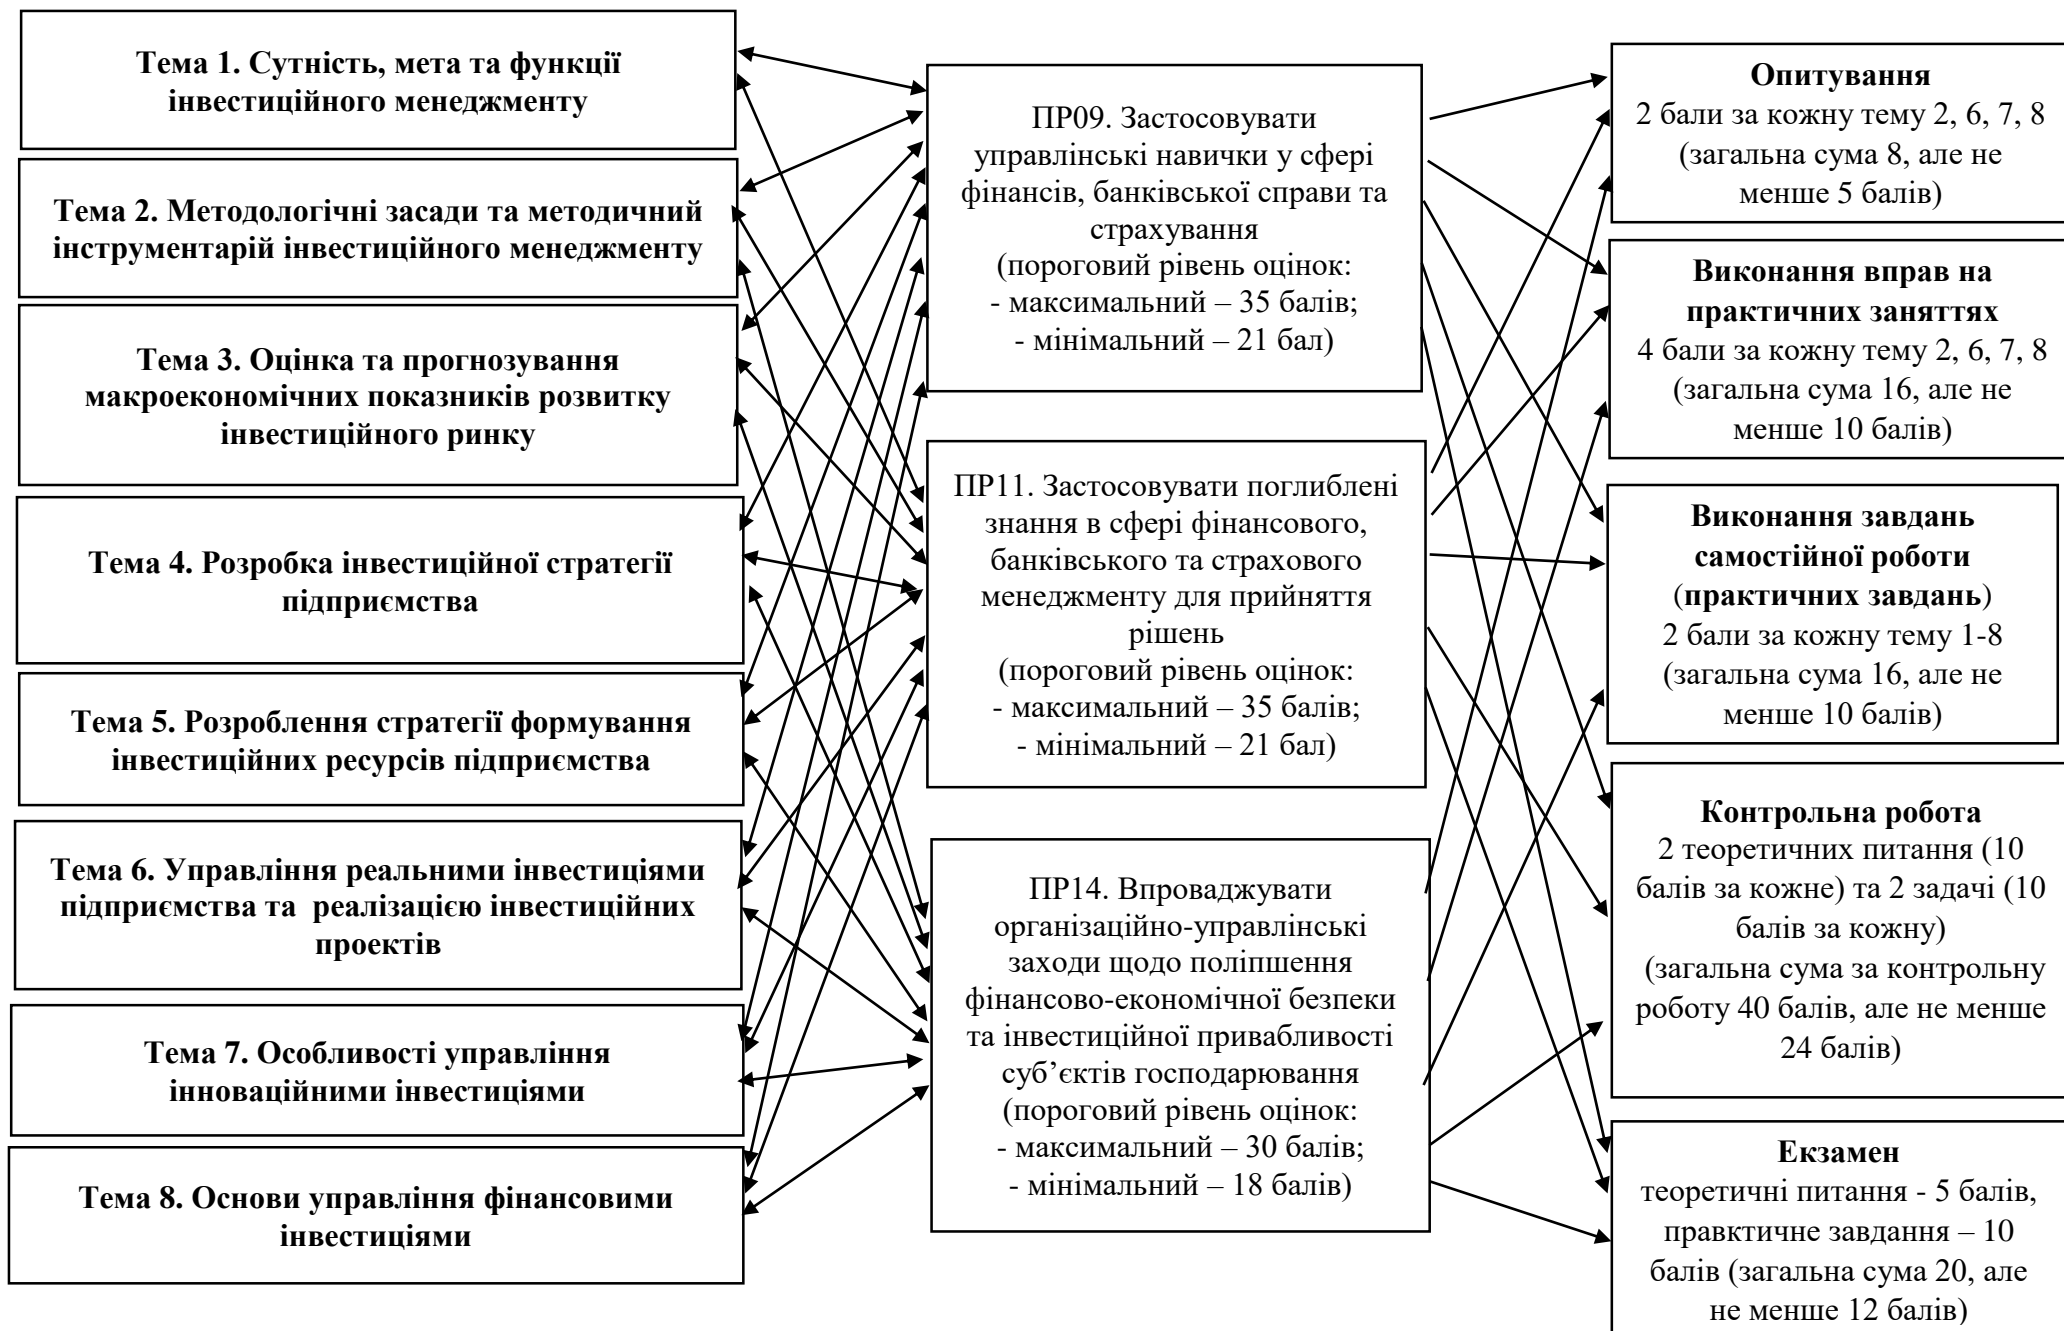 Тема 1. Сутність, мета та функції
інвестиційного менеджменту
Тема 2. Методологічні засади та методичний
інструментарій інвестиційного менеджменту
Тема 3. Оцінка та прогнозування
макроекономічних показників розвитку
інвестиційного ринку
Тема 4. Розробка інвестиційної стратегії
підприємства
Тема 5. Розроблення стратегії формування
інвестиційних ресурсів підприємства
Тема 6. Управління реальними інвестиціями
підприємства та реалізацією інвестиційних
проектів
Тема 7. Особливості управління
інноваційними інвестиціями
Тема 8. Основи управління фінансовими
інвестиціями
ПР09. Застосовувати
управлінські навички у сфері
фінансів, банківської справи та
страхування
(пороговий рівень оцінок:
- максимальний – 35 балів;
- мінімальний – 21 бал)
ПР11. Застосовувати поглиблені
знання в сфері фінансового,
банківського та страхового
менеджменту для прийняття
рішень
(пороговий рівень оцінок:
- максимальний – 35 балів;
- мінімальний – 21 бал)
ПР14. Впроваджувати
організаційно-управлінські
заходи щодо поліпшення
фінансово-економічної безпеки
та інвестиційної привабливості
суб’єктів господарювання
(пороговий рівень оцінок:
- максимальний – 30 балів;
- мінімальний – 18 балів)
Опитування
2 бали за кожну тему 2, 6, 7, 8
(загальна сума 8, але не
менше 5 балів)
Виконання вправ на
практичних заняттях
4 бали за кожну тему 2, 6, 7, 8
(загальна сума 16, але не
менше 10 балів)
Виконання завдань
самостійної роботи
(практичних завдань)
2 бали за кожну тему 1-8
(загальна сума 16, але не
менше 10 балів)
Контрольна робота
2 теоретичних питання (10
балів за кожне) та 2 задачі (10
балів за кожну)
(загальна сума за контрольну
роботу 40 балів, але не менше
24 балів)
Екзамен
теоретичні питання - 5 балів,
правктичне завдання – 10
балів (загальна сума 20, але
не менше 12 балів)